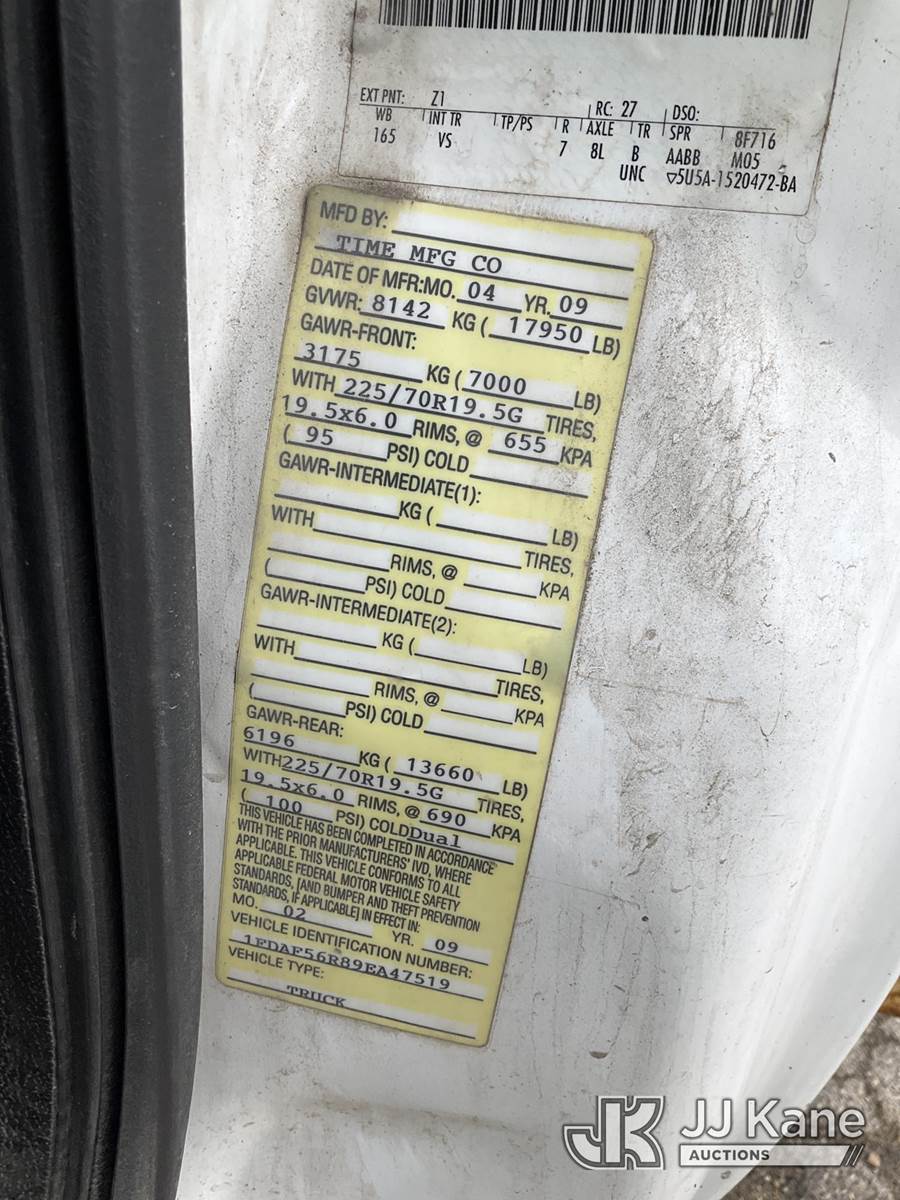 EXT PNT: Z1 RC: 27 DSO:
WB INT TR TP/PS R AXLE TR SPR 8F716
165 VS 7 8L B AABB M05
UNC ▽5U5A-1520472-BA
MFD BY:
TIME MFG CO
DATE OF MFR:MO. 04 YR. 09
GVWR: 8142 KG ( 17950 LB)
GAWR-FRONT:
3175 KG ( 7000 LB)
WITH 225/70R19.5G TIRES,
19.5x6.0 RIMS, @ 655 KPA
( 95 PSI) COLD
GAWR-INTERMEDIATE(1):
KG ( LB)
WITH TIRES,
RIMS, @ KPA
( PSI) COLD
GAWR-INTERMEDIATE(2):
KG ( LB)
WITH TIRES,
RIMS, @ KPA
( PSI) COLD
GAWR-REAR:
6196 KG ( 13660 LB)
WITH 225/70R19.5G TIRES,
19.5x6.0 RIMS, @ 690 KPA
( 100 PSI) COLD Dual
THIS VEHICLE HAS BEEN COMPLETED IN ACCORDANCE
WITH THE PRIOR MANUFACTURERS' IVD, WHERE
APPLICABLE. THIS VEHICLE CONFORMS TO ALL
APPLICABLE FEDERAL MOTOR VEHICLE SAFETY
STANDARDS, [AND BUMPER AND THEFT PREVENTION
STANDARDS, IF APPLICABLE] IN EFFECT IN:
MO. 02 YR. 09
VEHICLE IDENTIFICATION NUMBER:
1FDAF56R89EA47519
VEHICLE TYPE:
TRUCK
JK JJ Kane
AUCTIONS